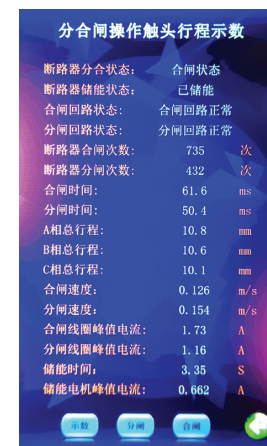 分合闸操作触头行程示数
断路器分合状态: 合闸状态
断路器储能状态: 已储能
合闸回路状态: 合闸回路正常
分闸回路状态: 分闸回路正常
断路器合闸次数: 735 次
断路器分闸次数: 432 次
合闸时间: 61.6 ms
分闸时间: 50.4 ms
A相总行程: 10.8 mm
B相总行程: 10.6 mm
C相总行程: 10.1 mm
合闸速度: 0.126 m/s
分闸速度: 0.154 m/s
合闸线圈峰值电流: 1.73 A
分闸线圈峰值电流: 1.16 A
储能时间: 3.35 S
储能电机峰值电流: 0.662 A
示数 分闸 合闸